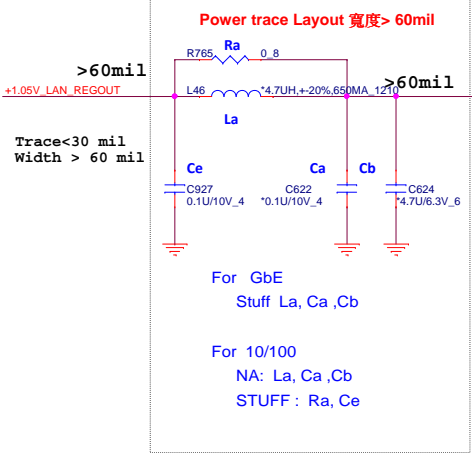 Power trace Layout 寬度> 60mil
R765 Ra 0_8
>60mil
>60mil
+1.05V_LAN_REGOUT
L46 *4.7UH,+-20%,650MA_1210
La
Trace<30 mil
Width > 60 mil
Ce Ca Cb
C927 C622 C624
0.1U/10V_4 *0.1U/10V_4 *4.7U/6.3V_6
For GbE
Stuff La, Ca ,Cb
For 10/100
NA: La, Ca ,Cb
STUFF : Ra, Ce